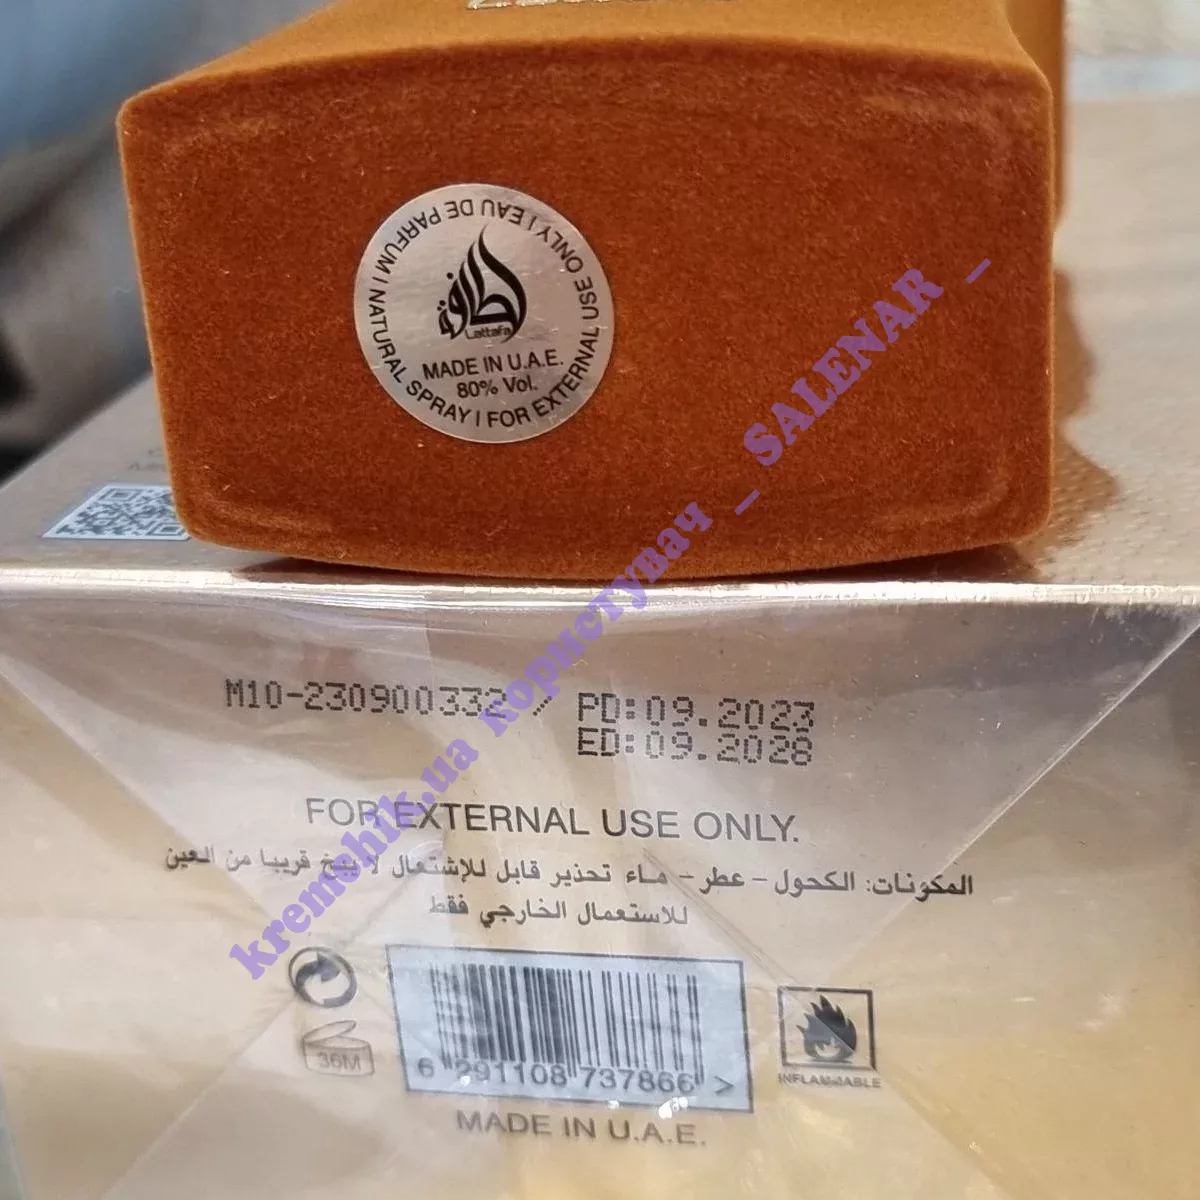 EAU DE PARFUM | NATURAL SPRAY | FOR EXTERNAL USE ONLY |
لطافة
Lattafa
MADE IN U.A.E.
80% Vol.
M10-230900332
PD:09.2023
ED:09.2028
FOR EXTERNAL USE ONLY.
المكونات: الكحول - عطر - ماء تحذير قابل للإشتعال لا يبخ قريبا من العين
للاستعمال الخارجي فقط
36M
6 291108 737866 >
INFLAMMABLE
MADE IN U.A.E.
kremohik.ua користувач _ SALENAR _